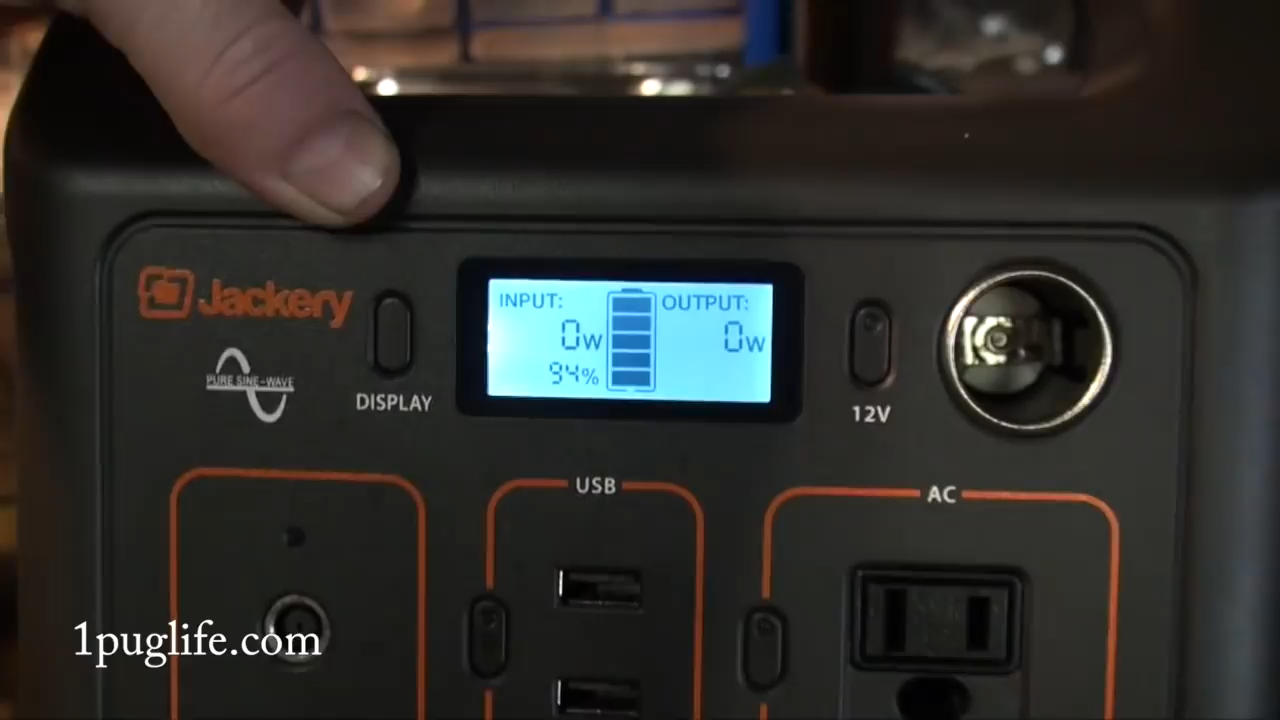 Jackery
PURE SINE-WAVE
DISPLAY
INPUT:
0W
94%
OUTPUT:
0W
12V
USB
AC
1puglife.com